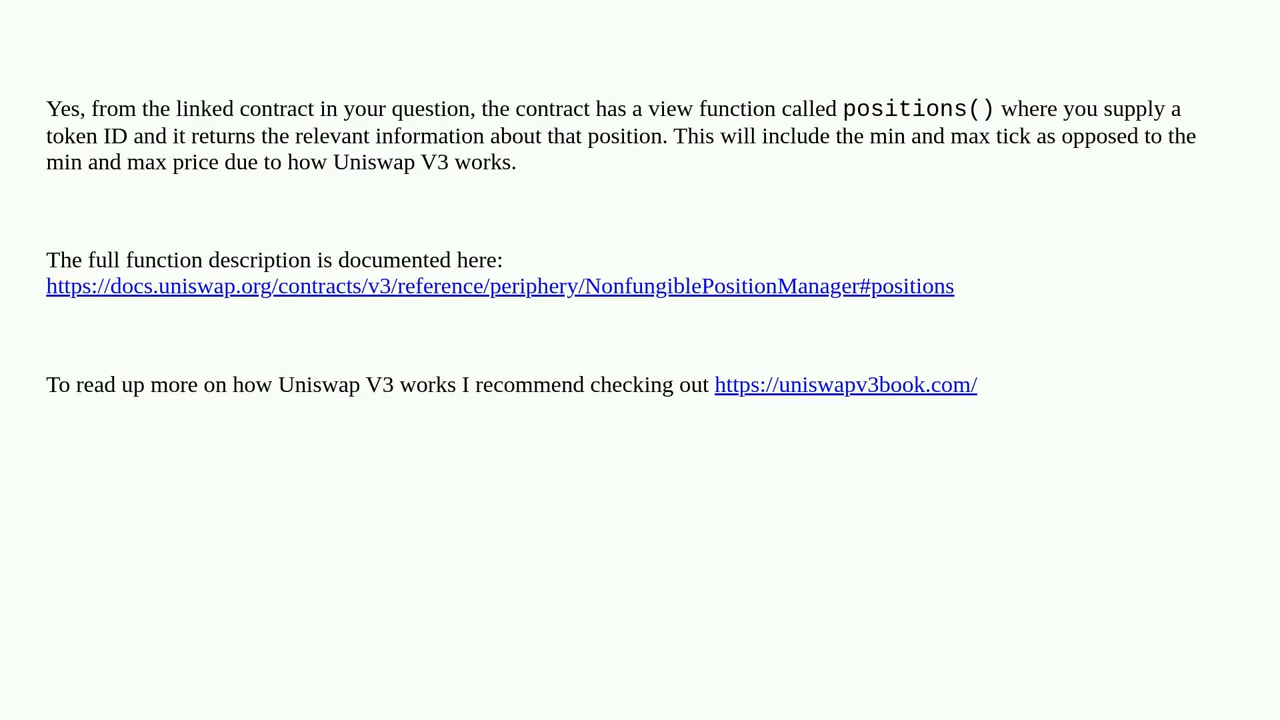 Yes, from the linked contract in your question, the contract has a view function called positions() where you supply a
token ID and it returns the relevant information about that position. This will include the min and max tick as opposed to the
min and max price due to how Uniswap V3 works.
The full function description is documented here:
https://docs.uniswap.org/contracts/v3/reference/periphery/NonfungiblePositionManager#positions
To read up more on how Uniswap V3 works I recommend checking out https://uniswapv3book.com/